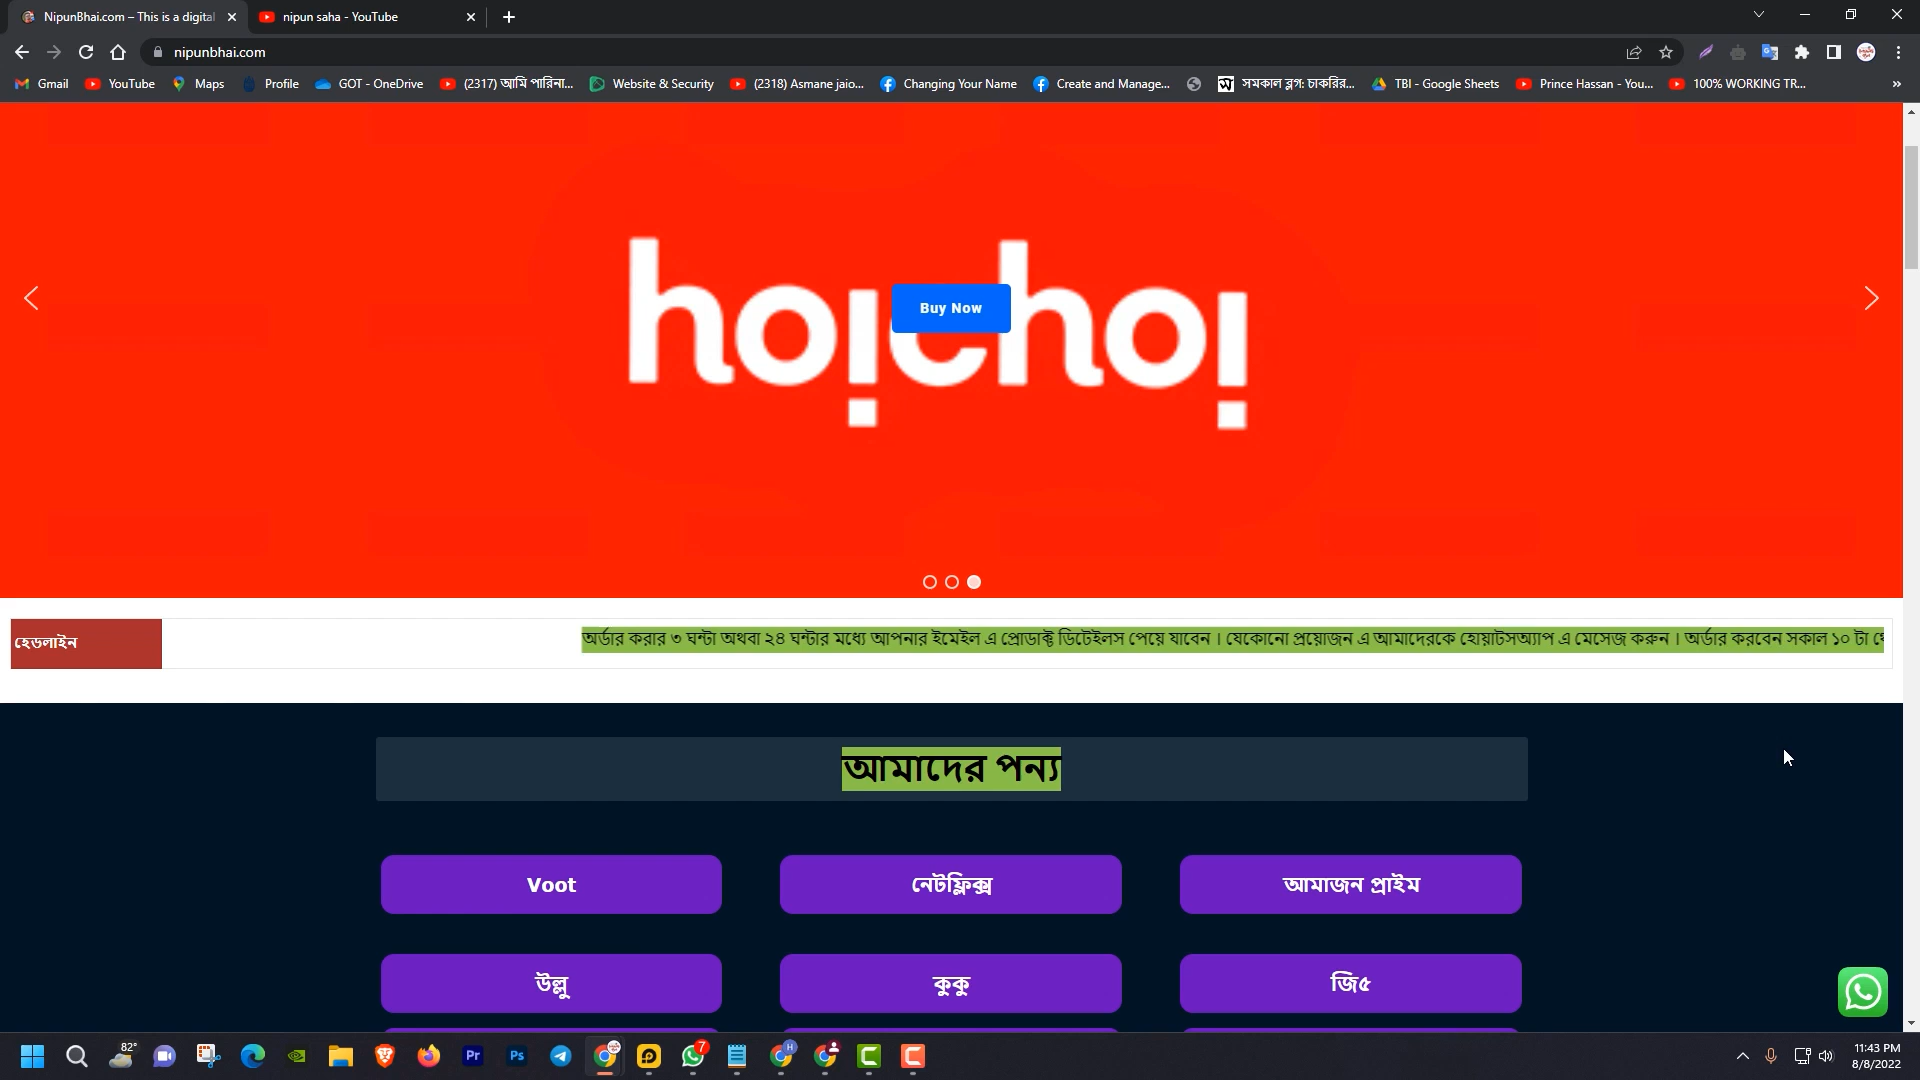 NipunBhai.com – This is a digital
nipun saha - YouTube
nipunbhai.com
Gmail
YouTube
Maps
Profile
GOT - OneDrive
(2317) আমি পারিনা...
Website & Security
(2318) Asmane jaio...
Changing Your Name
Create and Manage...
সমকাল ব্লগ: চাকরির...
TBI - Google Sheets
Prince Hassan - You...
100% WORKING TR...
hoichoi
Buy Now
হেডলাইন
অর্ডার করার ৩ ঘন্টা অথবা ২৪ ঘন্টার মধ্যে আপনার ইমেইল এ প্রোডাক্ট ডিটেইলস পেয়ে যাবেন । যেকোনো প্রয়োজন এ আমাদেরকে হোয়াটসঅ্যাপ এ মেসেজ করুন । অর্ডার করবেন সকাল ১০ টা
আমাদের পন্য
Voot
নেটফ্লিক্স
আমাজন প্রাইম
উল্লু
কুকু
জি৫
82°
Pr
Ps
7
H
11:43 PM
8/8/2022